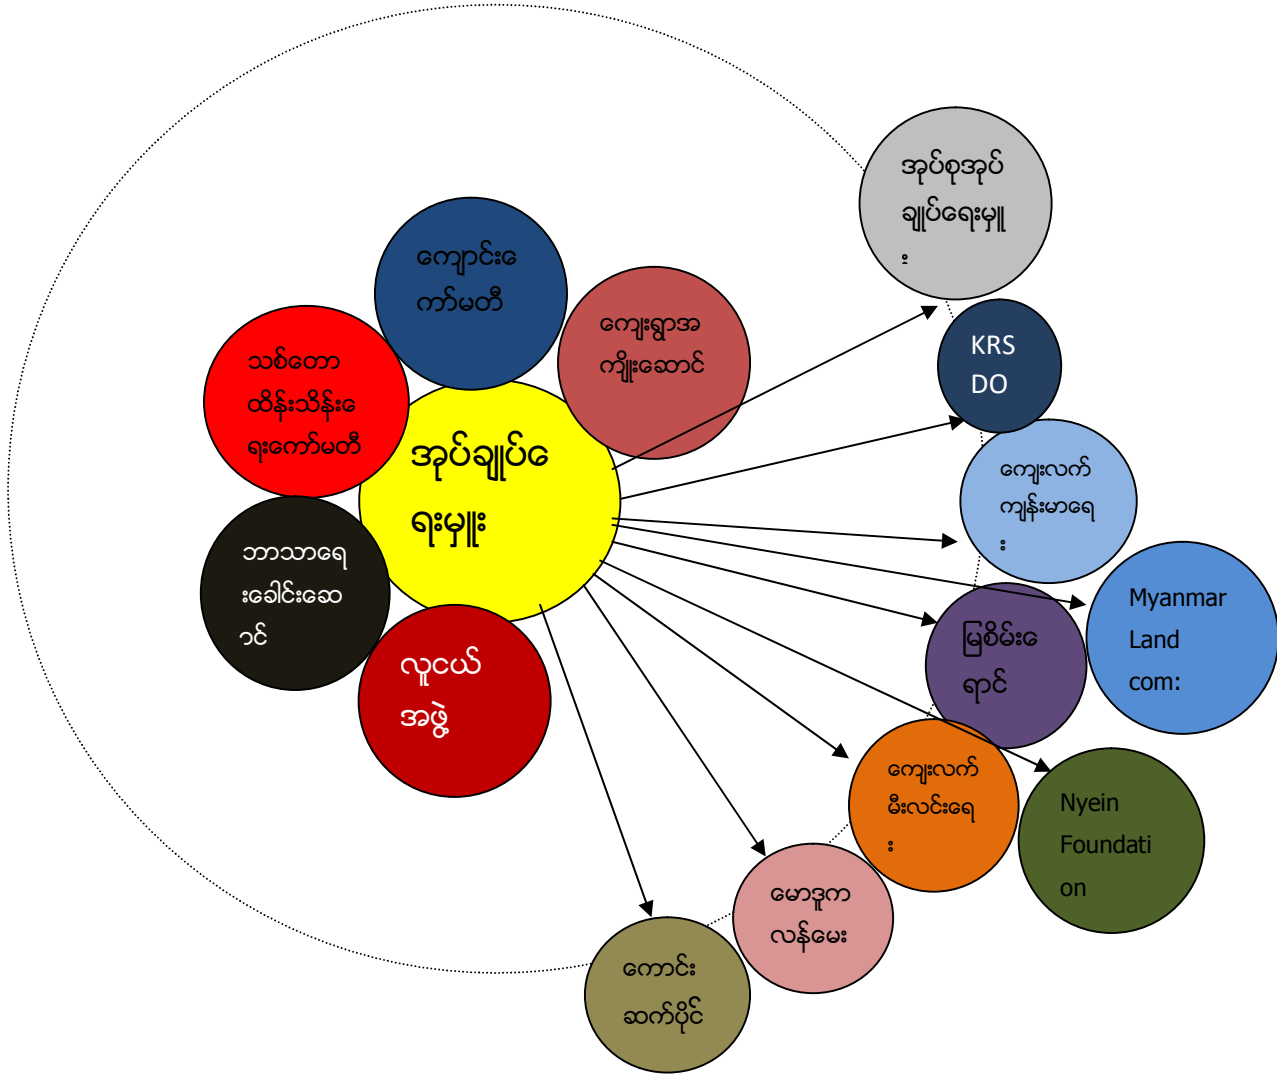 အုပ်စုအုပ်
ချုပ်ရေးမှူ
း
ကျောင်းေ
ကာ်မတီ
ကျေးရွာအ
ကျိုးဆောင်
KRS
DO
သစ်တော
ထိန်းသိန်းေ
ရးကော်မတီ
အုပ်ချုပ်ေ
ရးမှူး
ကျေးလက်
ကျန်းမာရေ
း
ဘာသာရေ
းခေါင်းဆေ
ာင်
Myanmar
Land
com:
မြစိမ်းေ
ရာင်
လူငယ်
အဖွဲ့
ကျေးလက်
မီးလင်းရေ
း
Nyein
Foundati
on
မောဒူက
လန်မေး
ကောင်း
ဆက်ပိုင်